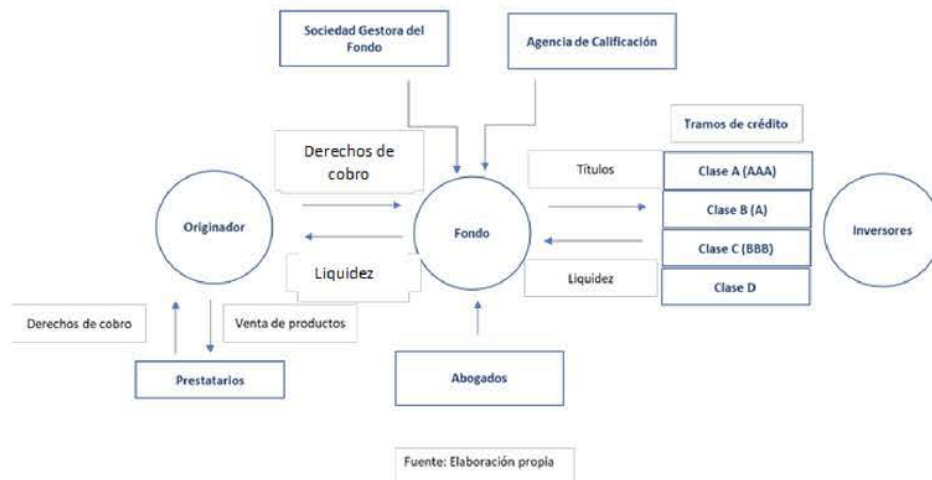 Sociedad Gestora del
Fondo
Agencia de Calificación
Tramos de crédito
Derechos de
cobro
Títulos
Clase A (AAA)
Clase B (A)
Originador
Fondo
Inversores
Clase C (BBB)
Liquidez
Liquidez
Clase D
Derechos de cobro
Venta de productos
Prestatarios
Abogados
Fuente: Elaboración propia